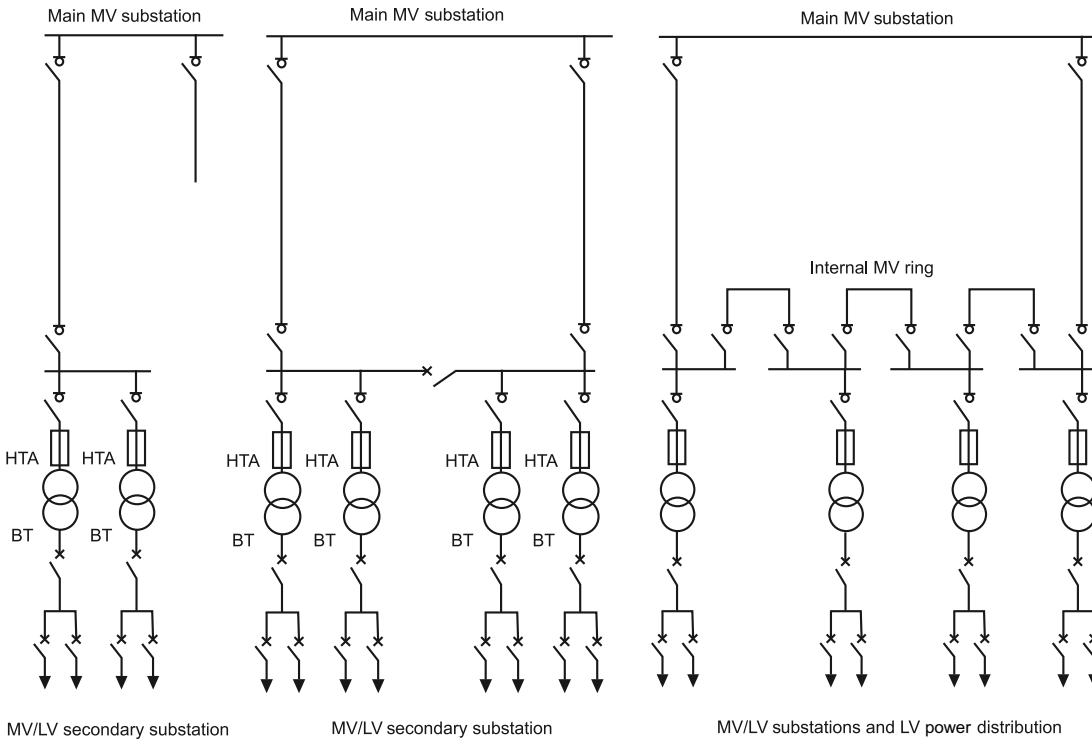 Main MV substation
Main MV substation
Main MV substation
Internal MV ring
HTA HTA HTA HTA HTA HTA
BT BT BT BT BT BT
MV/LV secondary substation
MV/LV secondary substation
MV/LV substations and LV power distribution